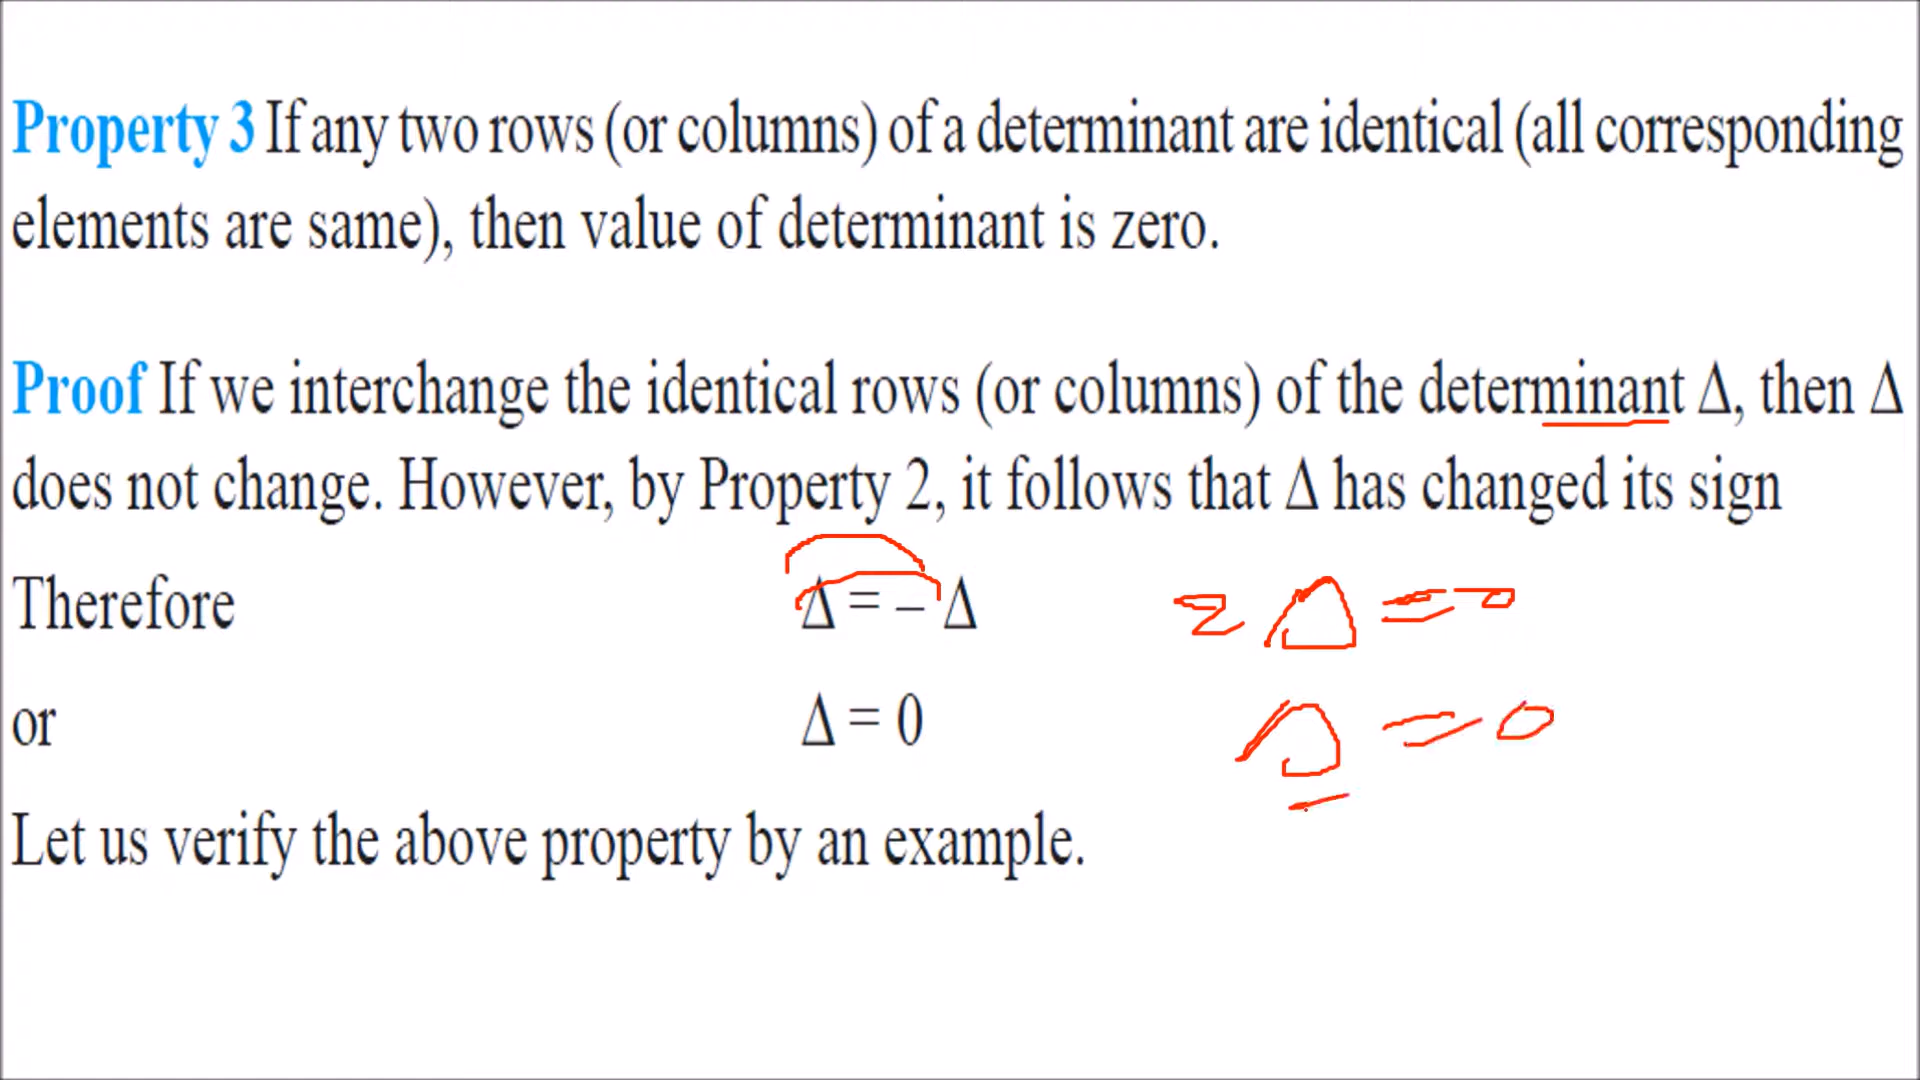 Property 3 If any two rows (or columns) of a determinant are identical (all corresponding
elements are same), then value of determinant is zero.
Proof If we interchange the identical rows (or columns) of the determinant Δ, then Δ
does not change. However, by Property 2, it follows that Δ has changed its sign
Therefore Δ = – Δ 2 Δ = 0
or Δ = 0 Δ = 0
Let us verify the above property by an example.